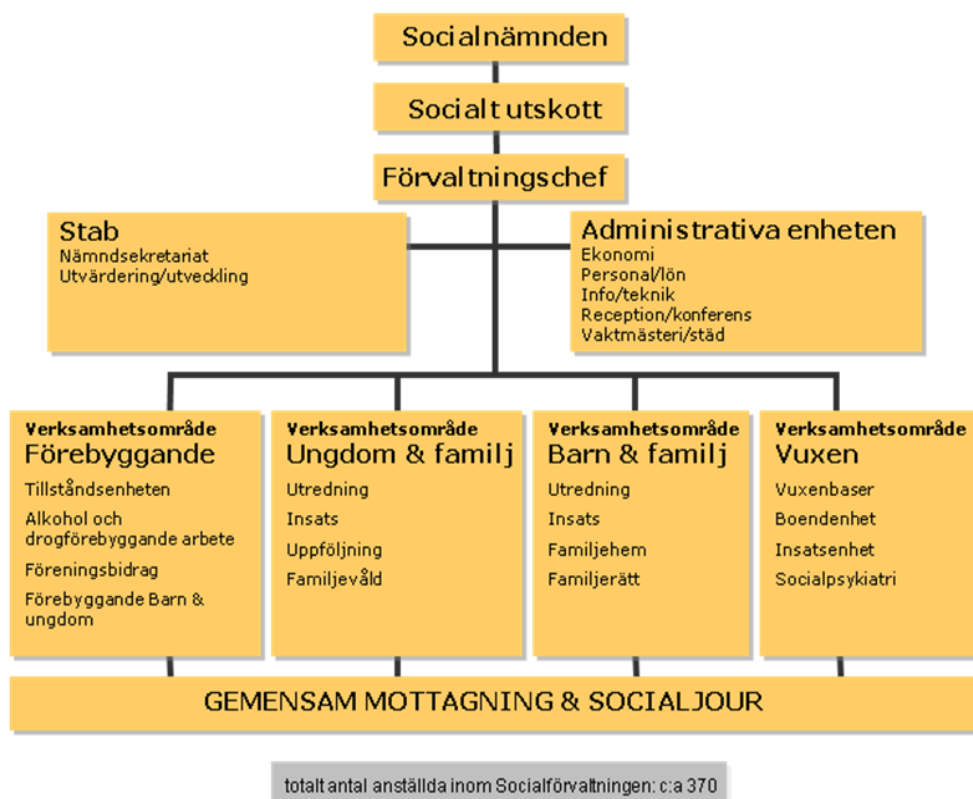 Socialnämnden
Socialt utskott
Förvaltningschef
Stab
Nämndsekretariat
Utvärdering/utveckling
Administrativa enheten
Ekonomi
Personal/lön
Info/teknik
Reception/konferens
Vaktmästeri/städ
Verksamhetsområde
Förebyggande
Tillståndsenheten
Alkohol och
drogförebyggande arbete
Föreningsbidrag
Förebyggande Barn &
ungdom
Verksamhetsområde
Ungdom & familj
Utredning
Insats
Uppföljning
Familjevåld
Verksamhetsområde
Barn & familj
Utredning
Insats
Familjehem
Familjerätt
Verksamhetsområde
Vuxen
Vuxenbaser
Boendenhet
Insatsenhet
Socialpsykiatri
GEMENSAM MOTTAGNING & SOCIALJOUR
totalt antal anställda inom Socialförvaltningen: c:a 370